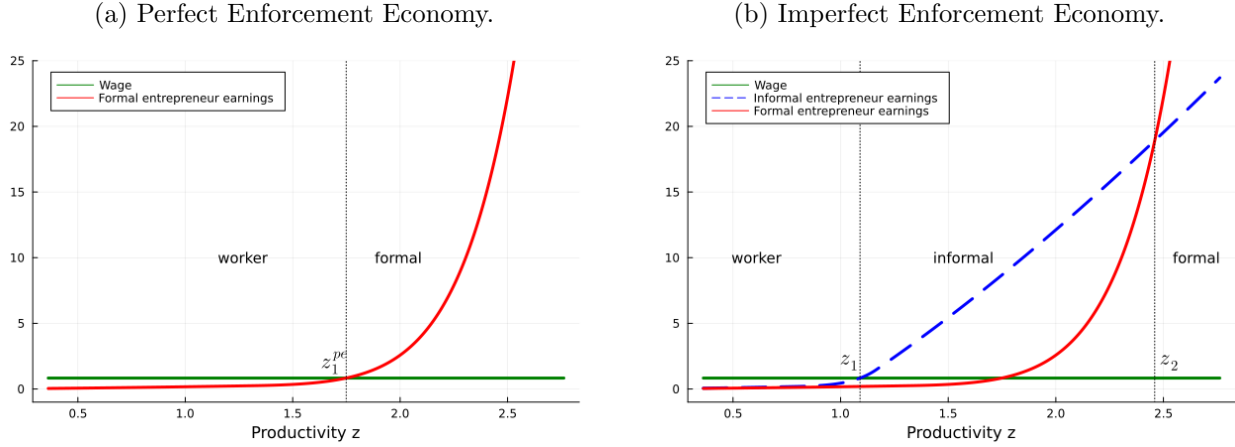 (a) Perfect Enforcement Economy.
25
20
15
10
5
0
Wage
Formal entrepreneur earnings
worker
formal
z_1^{pe}
0.5 1.0 1.5 2.0 2.5
Productivity z
(b) Imperfect Enforcement Economy.
25
20
15
10
5
0
Wage
Informal entrepreneur earnings
Formal entrepreneur earnings
worker informal formal
z_1 z_2
0.5 1.0 1.5 2.0 2.5
Productivity z